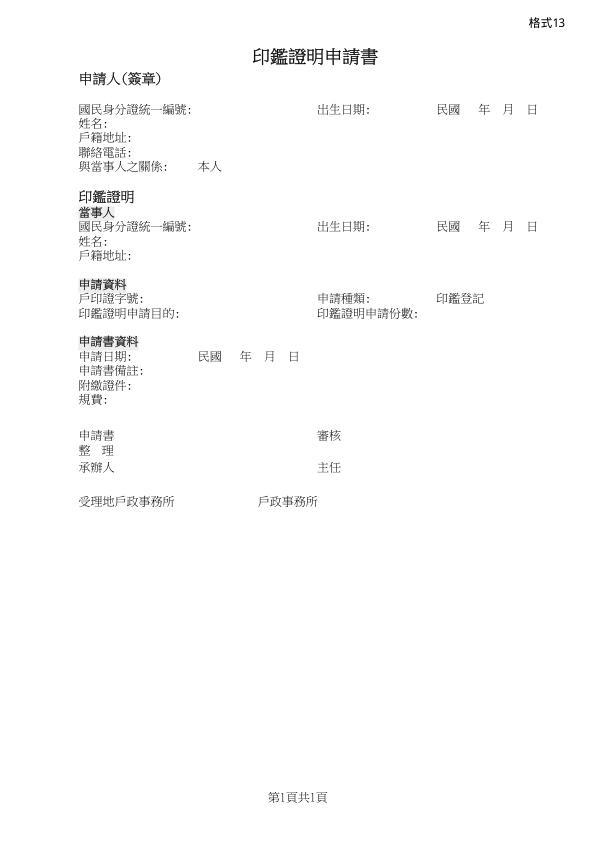 格式13
印鑑證明申請書
申請人(簽章)
國民身分證統一編號: 出生日期: 民國 年 月 日
姓名:
戶籍地址:
聯絡電話:
與當事人之關係: 本人
印鑑證明
當事人
國民身分證統一編號: 出生日期: 民國 年 月 日
姓名:
戶籍地址:
申請資料
戶印證字號: 申請種類: 印鑑登記
印鑑證明申請目的: 印鑑證明申請份數:
申請書資料
申請日期: 民國 年 月 日
申請書備註:
附繳證件:
規費:
申請書 審核
整 理
承辦人 主任
受理地戶政事務所 戶政事務所
第1頁共1頁